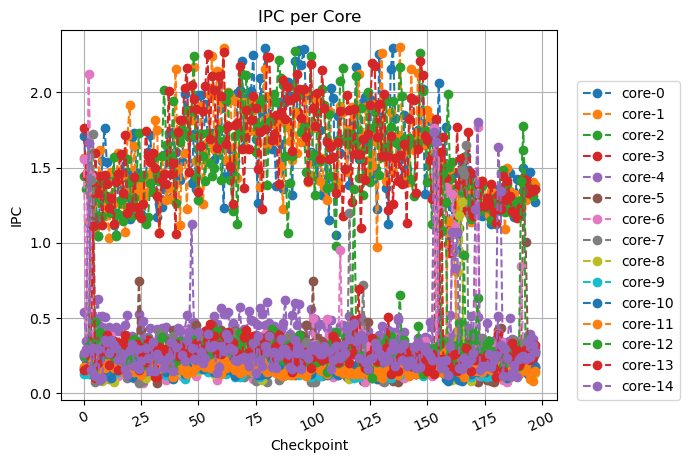 IPC per Core
IPC
2.0
1.5
1.0
0.5
0.0
0
25
50
75
100
125
150
175
200
Checkpoint
core-0
core-1
core-2
core-3
core-4
core-5
core-6
core-7
core-8
core-9
core-10
core-11
core-12
core-13
core-14